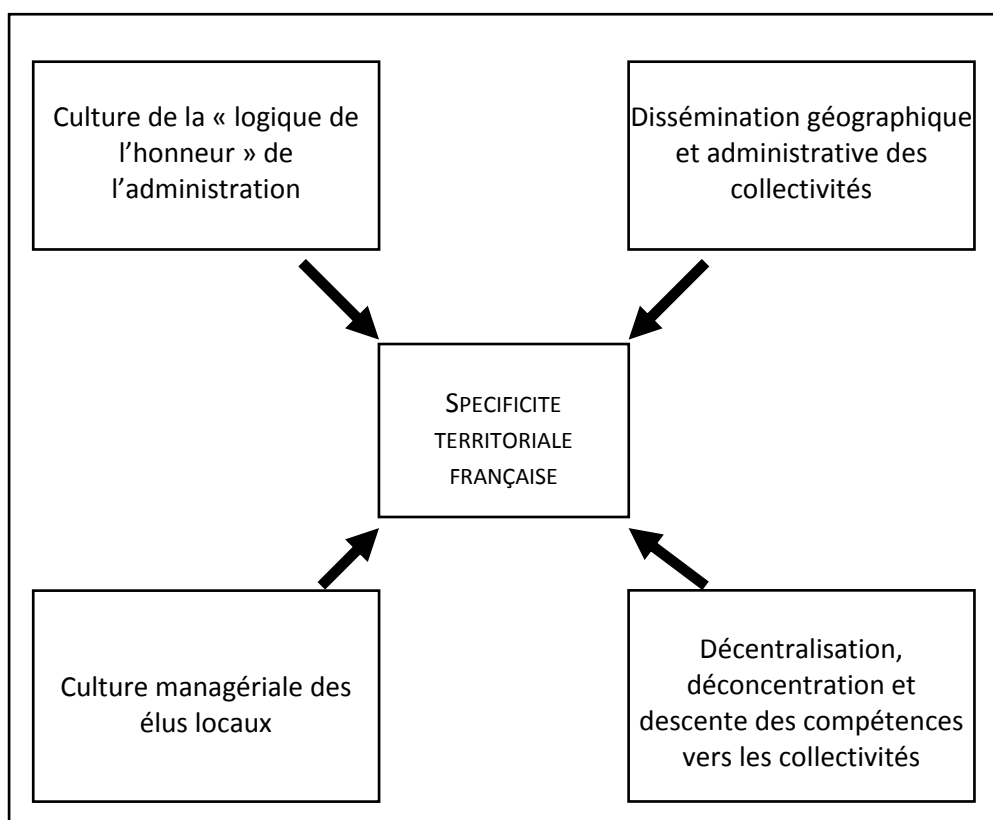 Culture de la « logique de
l’honneur » de
l’administration
Dissémination géographique
et administrative des
collectivités
SPECIFICITE
TERRITORIALE
FRANÇAISE
Culture managériale des
élus locaux
Décentralisation,
déconcentration et
descente des compétences
vers les collectivités